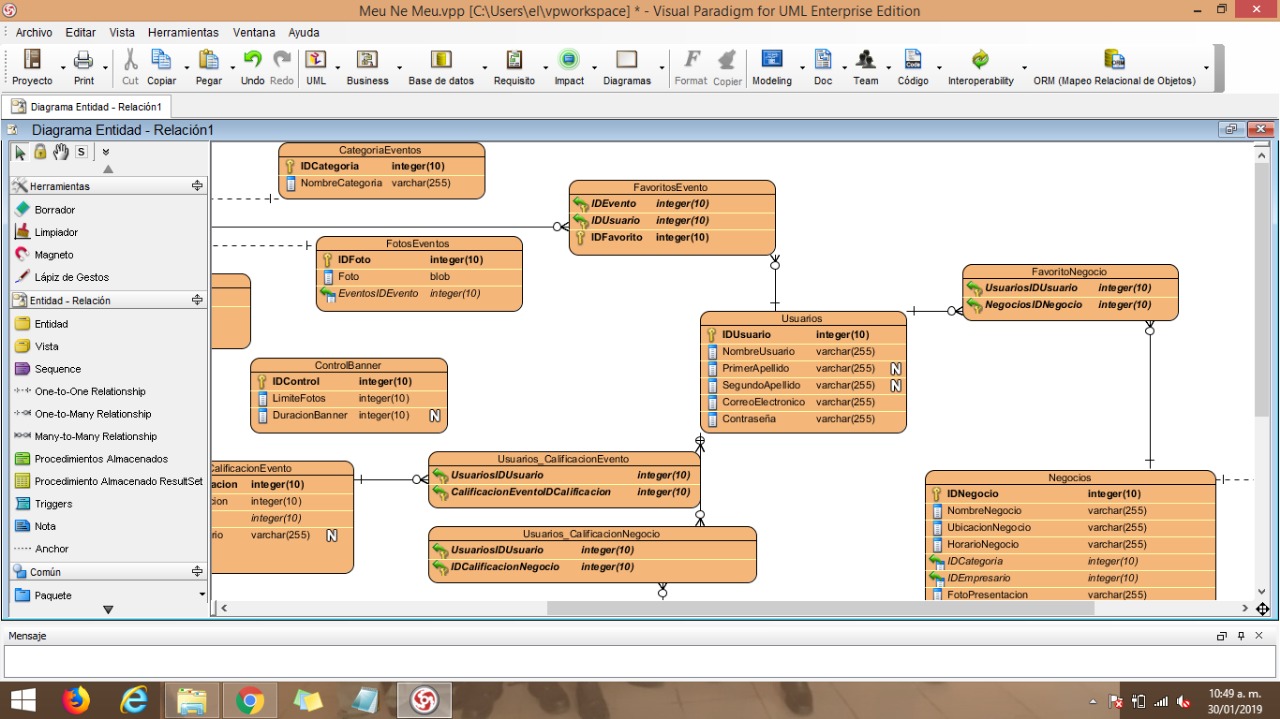 Meu Ne Meu.vpp [C:\Users\el\vpworkspace] * - Visual Paradigm for UML Enterprise Edition
Archivo Editar Vista Herramientas Ventana Ayuda
Proyecto Print Cut Copiar Pegar Undo Redo UML Business Base de datos Requisito Impact Diagramas Format Copier Modeling Doc Team Código Interoperability ORM (Mapeo Relacional de Objetos)
Diagrama Entidad - Relación1
Diagrama Entidad - Relación1
S
Herramientas
Borrador
Limpiador
Magneto
Lápiz de Gestos
Entidad - Relación
Entidad
Vista
Sequence
One-to-One Relationship
One-to-Many Relationship
Many-to-Many Relationship
Procedimientos Almacenados
Procedimiento Almacenado ResultSet
Triggers
Nota
Anchor
Común
Paquete
CategoriaEventos
IDCategoria integer(10)
NombreCategoria varchar(255)
FavoritosEvento
IDEvento integer(10)
IDUsuario integer(10)
IDFavorito integer(10)
FotosEventos
IDFoto integer(10)
Foto blob
EventosIDEvento integer(10)
FavoritoNegocio
UsuariosIDUsuario integer(10)
NegociosIDNegocio integer(10)
Usuarios
IDUsuario integer(10)
NombreUsuario varchar(255)
PrimerApellido varchar(255) N
SegundoApellido varchar(255) N
CorreoElectronico varchar(255)
Contraseña varchar(255)
ControlBanner
IDControl integer(10)
LimiteFotos integer(10)
DuracionBanner integer(10) N
CalificacionEvento
acion integer(10)
cion integer(10)
integer(10)
rio varchar(255) N
Usuarios_CalificacionEvento
UsuariosIDUsuario integer(10)
CalificacionEventoIDCalificacion integer(10)
Usuarios_CalificacionNegocio
UsuariosIDUsuario integer(10)
IDCalificacionNegocio integer(10)
Negocios
IDNegocio integer(10)
NombreNegocio varchar(255)
UbicacionNegocio varchar(255)
HorarioNegocio varchar(255)
IDCategoria integer(10)
IDEmpresario integer(10)
FotoPresentacion varchar(255)
Mensaje
10:49 a. m.
30/01/2019